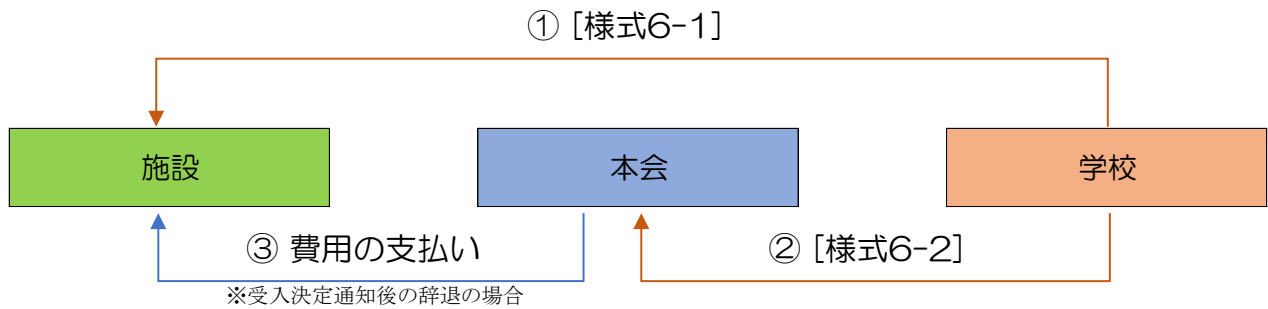 ① [様式6-1]
施設
本会
学校
③ 費用の支払い
② [様式6-2]
※受入決定通知後の辞退の場合